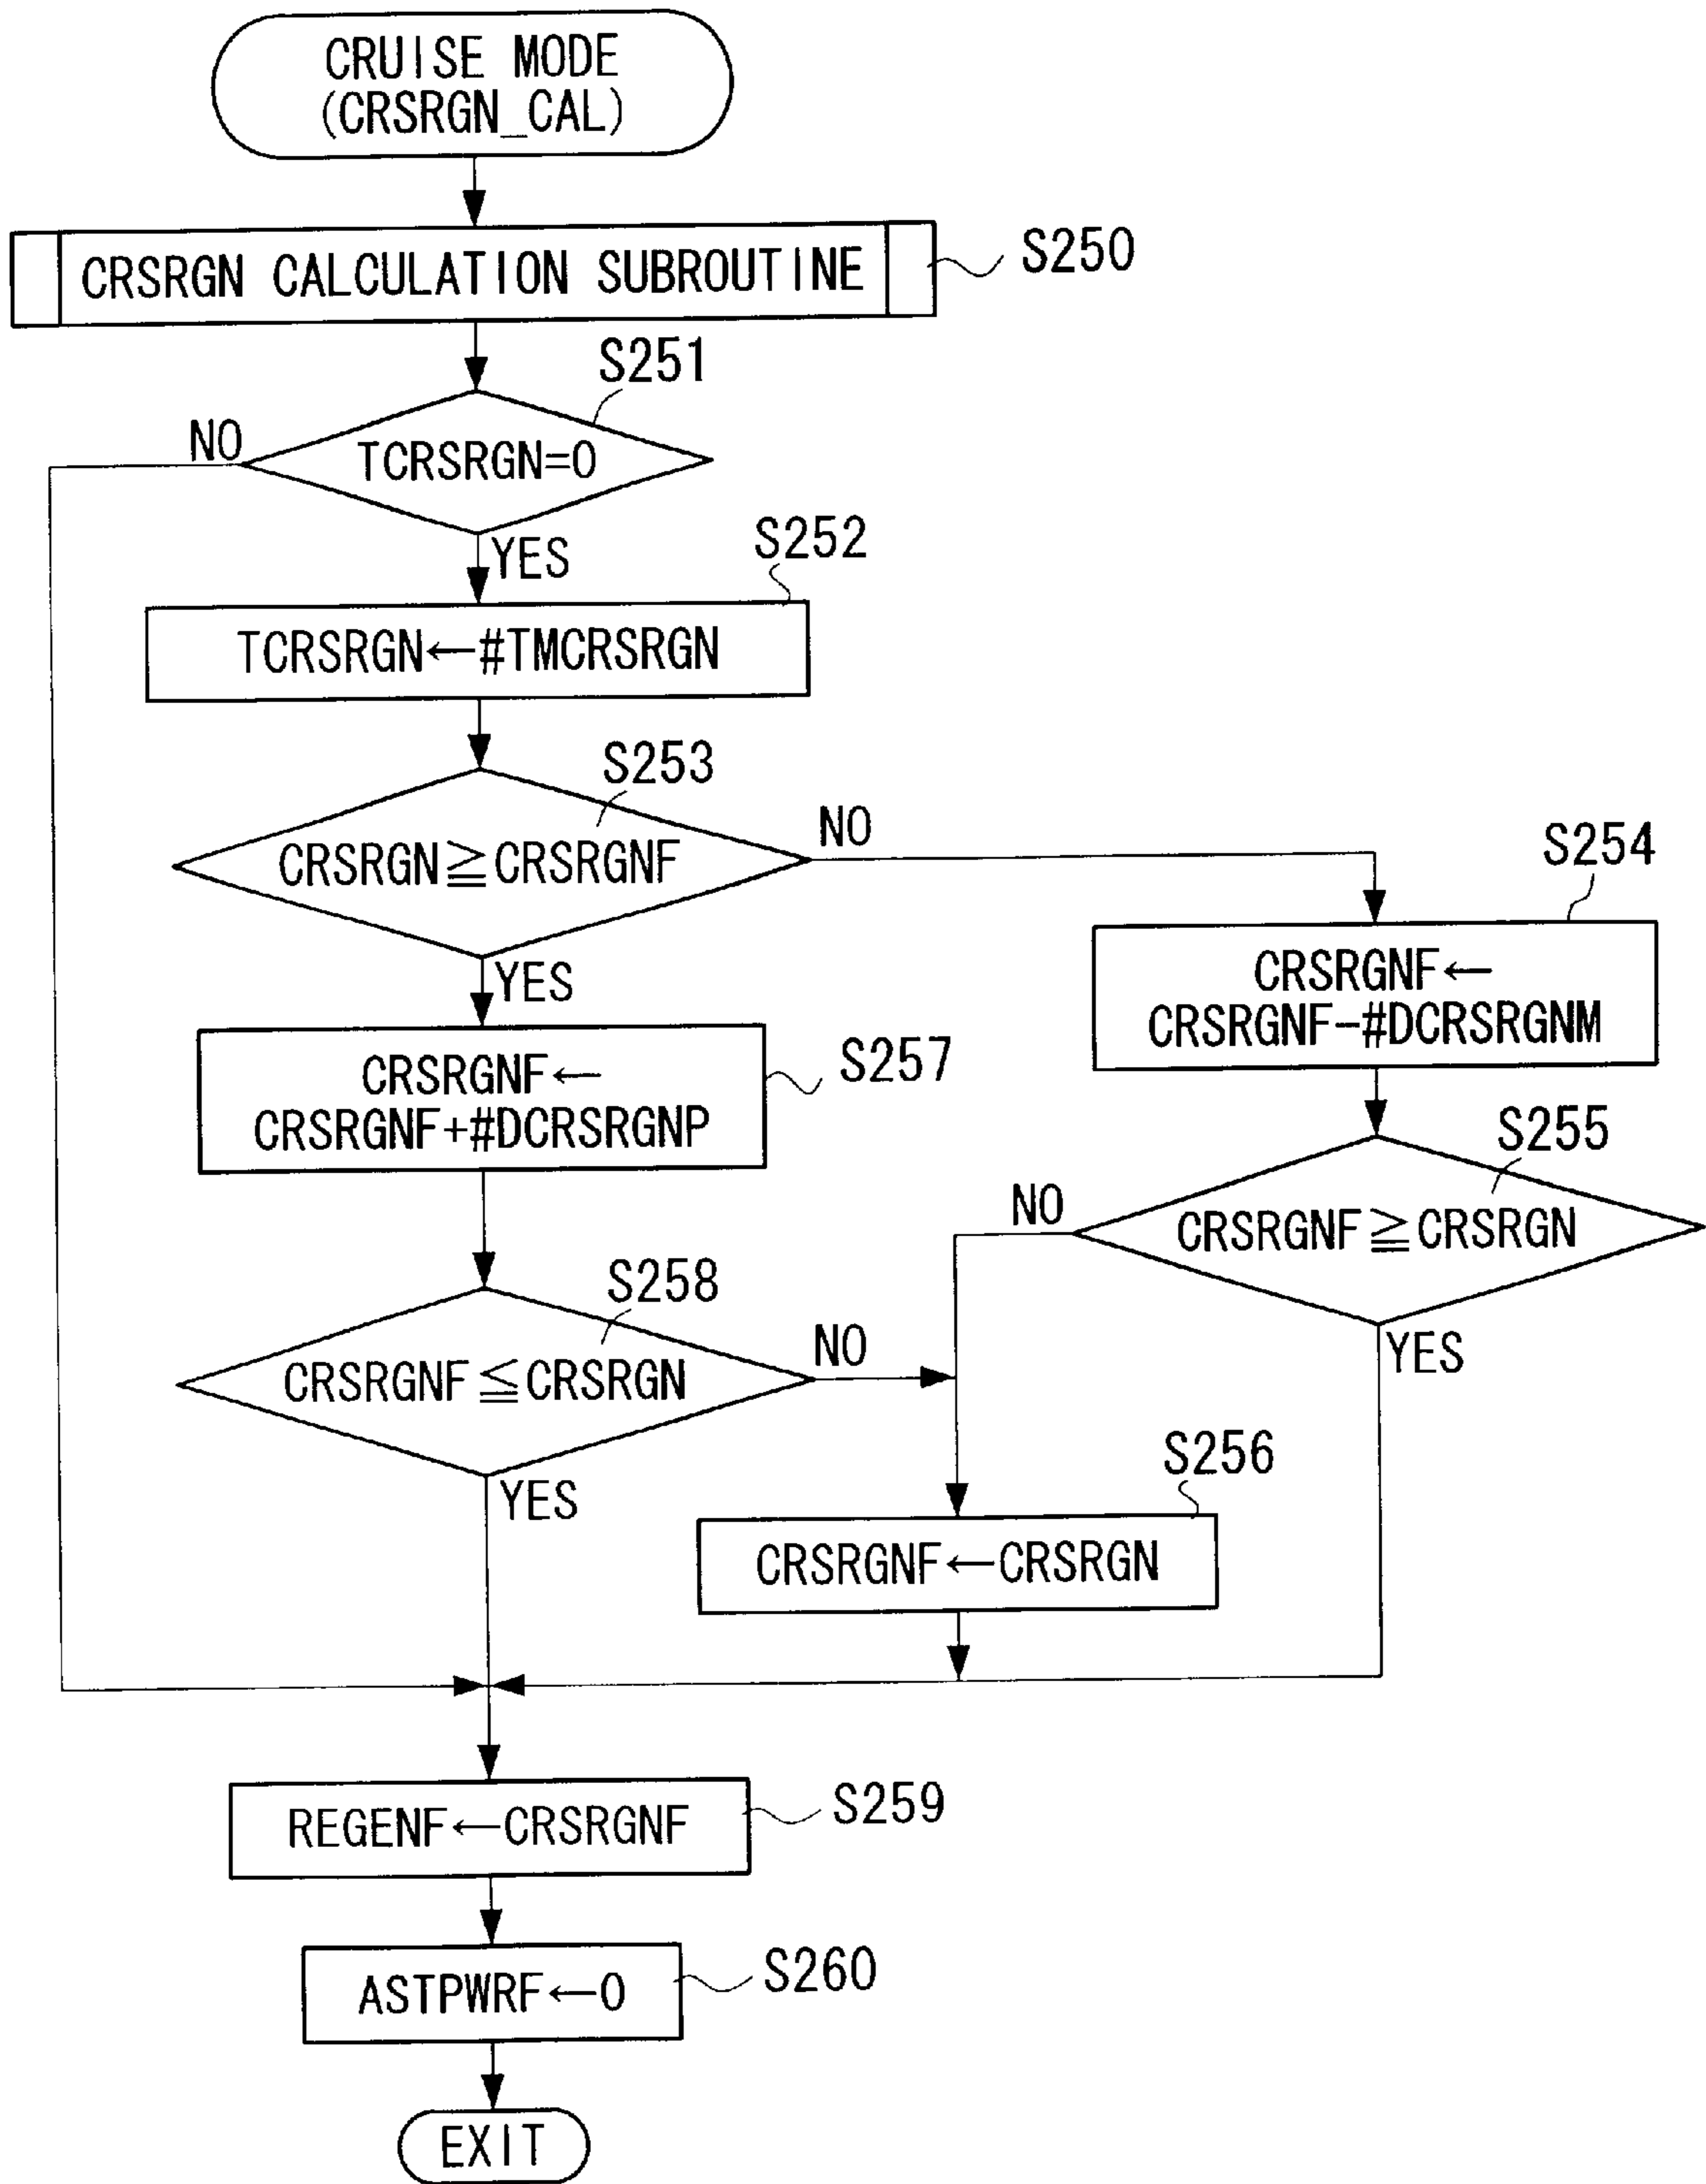 CRUISE MODE
(CRSRGN_CAL)
CRSRGN CALCULATION SUBROUTINE
S250
S251
NO
TCRSRGN=0
YES
S252
TCRSRGN←#TMCRSRGN
S253
CRSRGN≧CRSRGNF
NO
YES
S254
CRSRGNF←
CRSRGNF-#DCRSRGNM
S257
CRSRGNF←
CRSRGNF+#DCRSRGNP
S255
NO
CRSRGNF≧CRSRGN
YES
S258
CRSRGNF≦CRSRGN
NO
YES
S256
CRSRGNF←CRSRGN
REGENF←CRSRGNF
S259
ASTPWRF←0
S260
EXIT